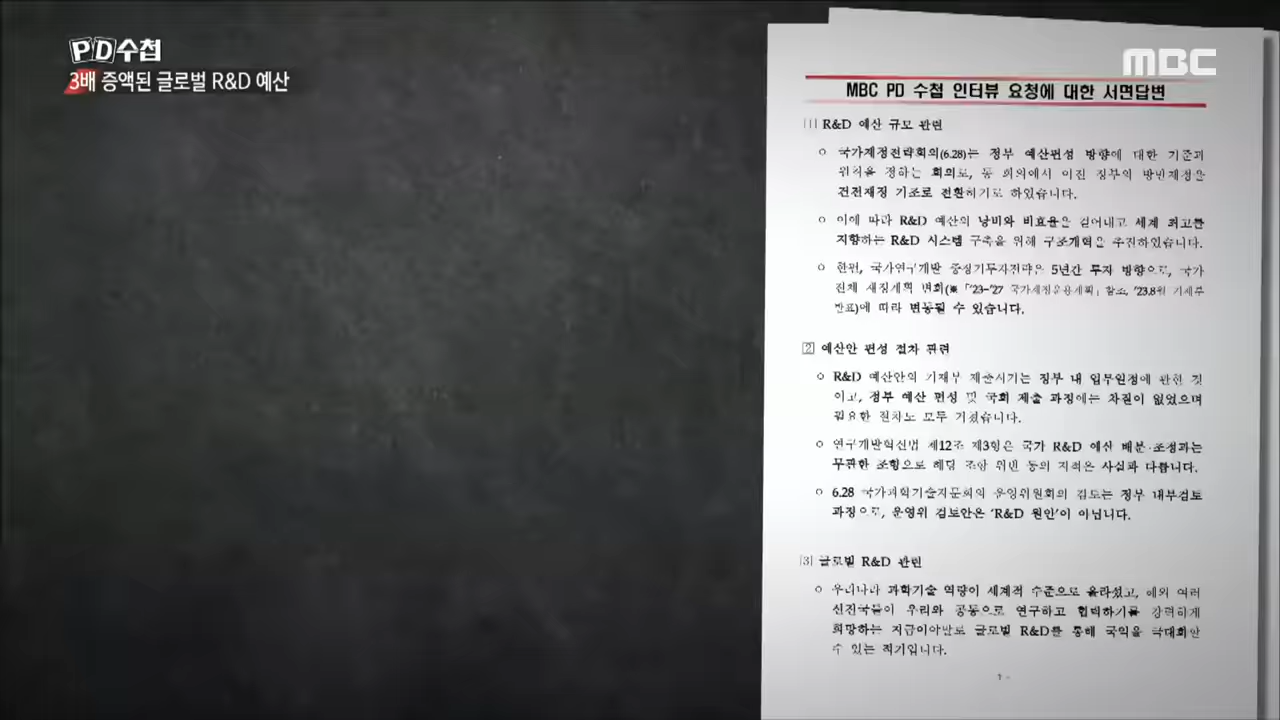 PD수첩
3배 증액된 글로벌 R&D 예산
MBC
MBC PD 수첩 인터뷰 요청에 대한 서면답변
1 R&D 예산 규모 관련
○ 국가재정전략회의(6.28)는 정부 예산편성 방향에 대한 기준과
원칙을 정하는 회의로, 동 회의에서 이전 정부의 방만재정을
건전재정 기조로 전환하기로 하였습니다.
○ 이에 따라 R&D 예산의 낭비와 비효율을 걷어내고 세계 최고를
지향하는 R&D 시스템 구축을 위해 구조개혁을 추진하였습니다.
○ 한편, 국가연구개발 중장기투자전략은 5년간 투자 방향으로, 국가
전체 재정계획 변화(※「'23~'27 국가재정운용계획」참조, '23.8월 기재부
발표)에 따라 변동될 수 있습니다.
2 예산안 편성 절차 관련
○ R&D 예산안의 기재부 제출시기는 정부 내 업무일정에 관한 것
이고, 정부 예산 편성 및 국회 제출 과정에는 차질이 없었으며
필요한 절차도 모두 거쳤습니다.
○ 연구개발혁신법 제12조 제3항은 국가 R&D 예산 배분·조정과는
무관한 조항으로 해당 조항 위반 등의 지적은 사실과 다릅니다.
○ 6.28 국가과학기술자문회의 운영위원회의 검토는 정부 내부검토
과정으로, 운영위 검토안은 'R&D 원안'이 아닙니다.
3 글로벌 R&D 관련
○ 우리나라 과학기술 역량이 세계적 수준으로 올라섰고, 해외 여러
선진국들이 우리와 공동으로 연구하고 협력하기를 강력하게
희망하는 지금이야말로 글로벌 R&D를 통해 국익을 극대화할
수 있는 적기입니다.
1 -